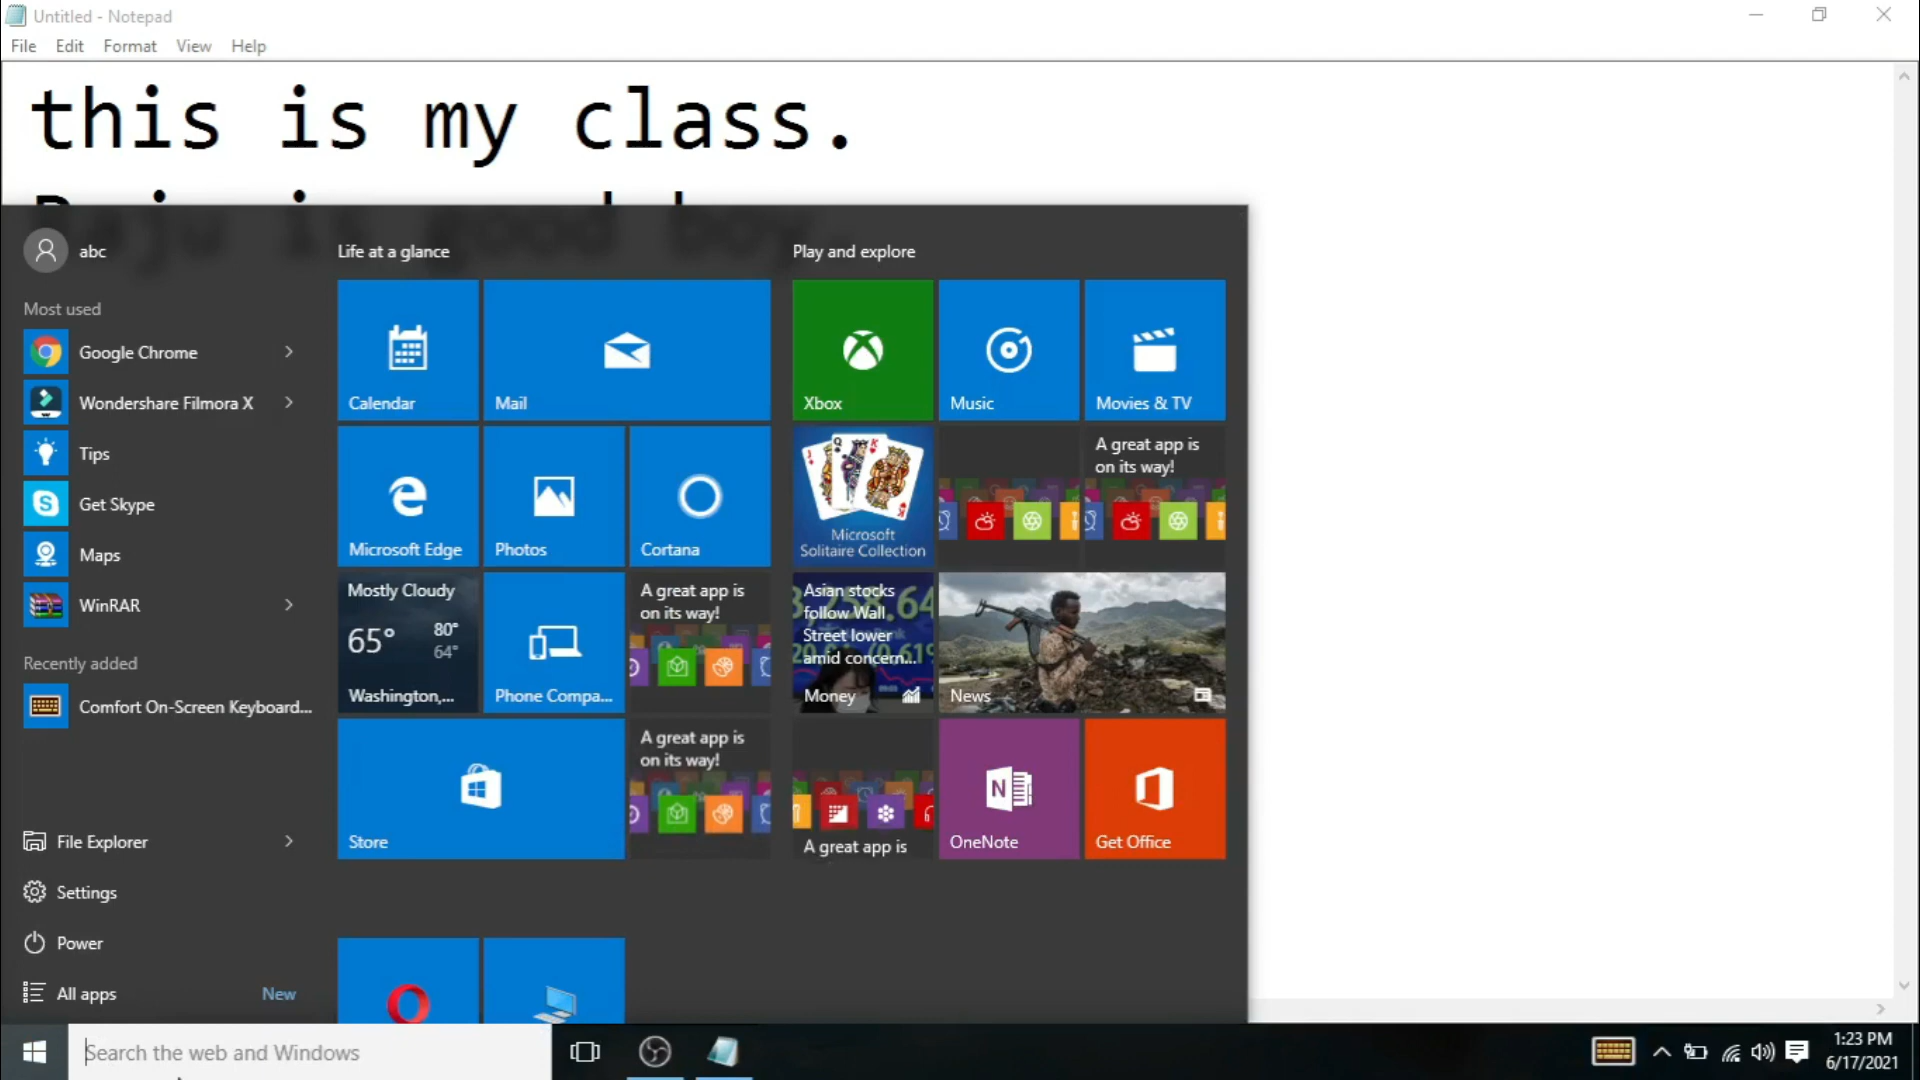 Untitled - Notepad
File Edit Format View Help
this is my class.
Raju is good boy.
abc
Most used
Google Chrome
Wondershare Filmora X
Tips
Get Skype
Maps
WinRAR
Recently added
Comfort On-Screen Keyboard...
File Explorer
Settings
Power
All apps New
Life at a glance
Calendar
Mail
Microsoft Edge
Photos
Cortana
Mostly Cloudy
65° 80°
64°
Washington,...
Phone Compa...
A great app is
on its way!
Store
A great app is
on its way!
Play and explore
Xbox
Music
Movies & TV
Microsoft
Solitaire Collection
A great app is
on its way!
Asian stocks
follow Wall
Street lower
amid concern...
Money
News
A great app is
OneNote
Get Office
Search the web and Windows
1:23 PM
6/17/2021